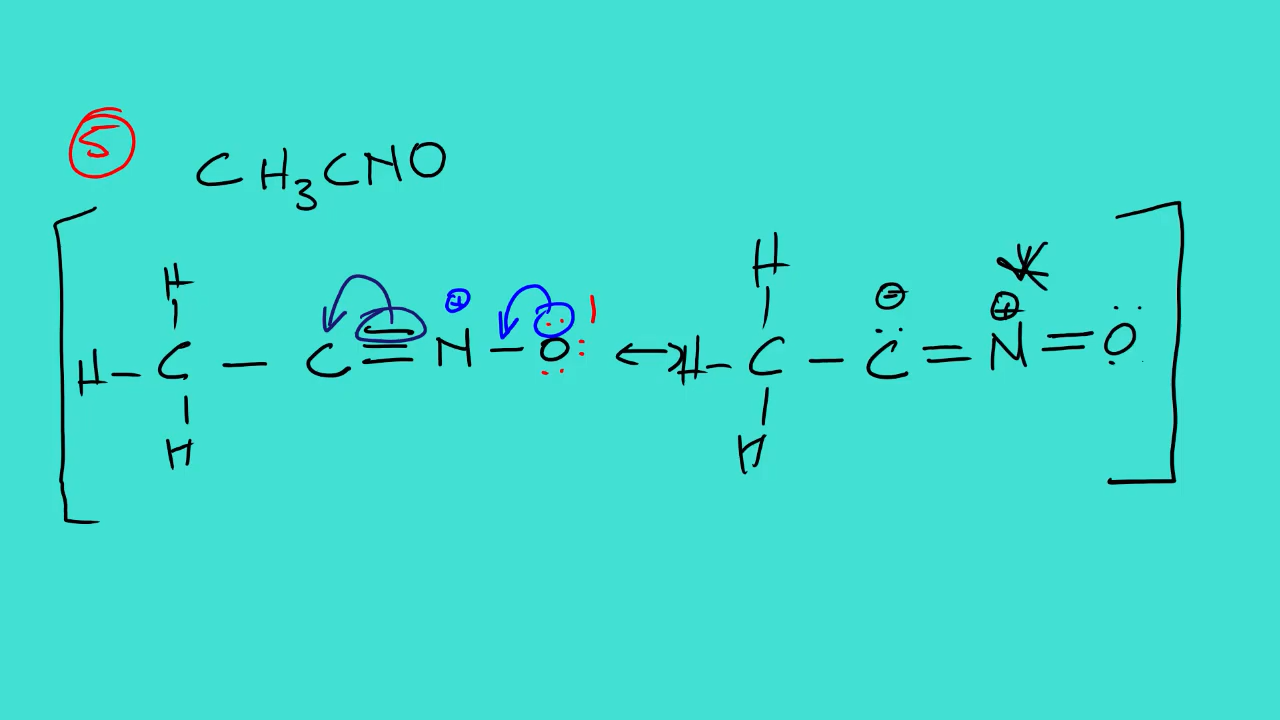 5
CH3CNO
H H
⊕ ⊖ ⊕
H – C – C ≡ N – O ↔ H – C – C = N = O
H H